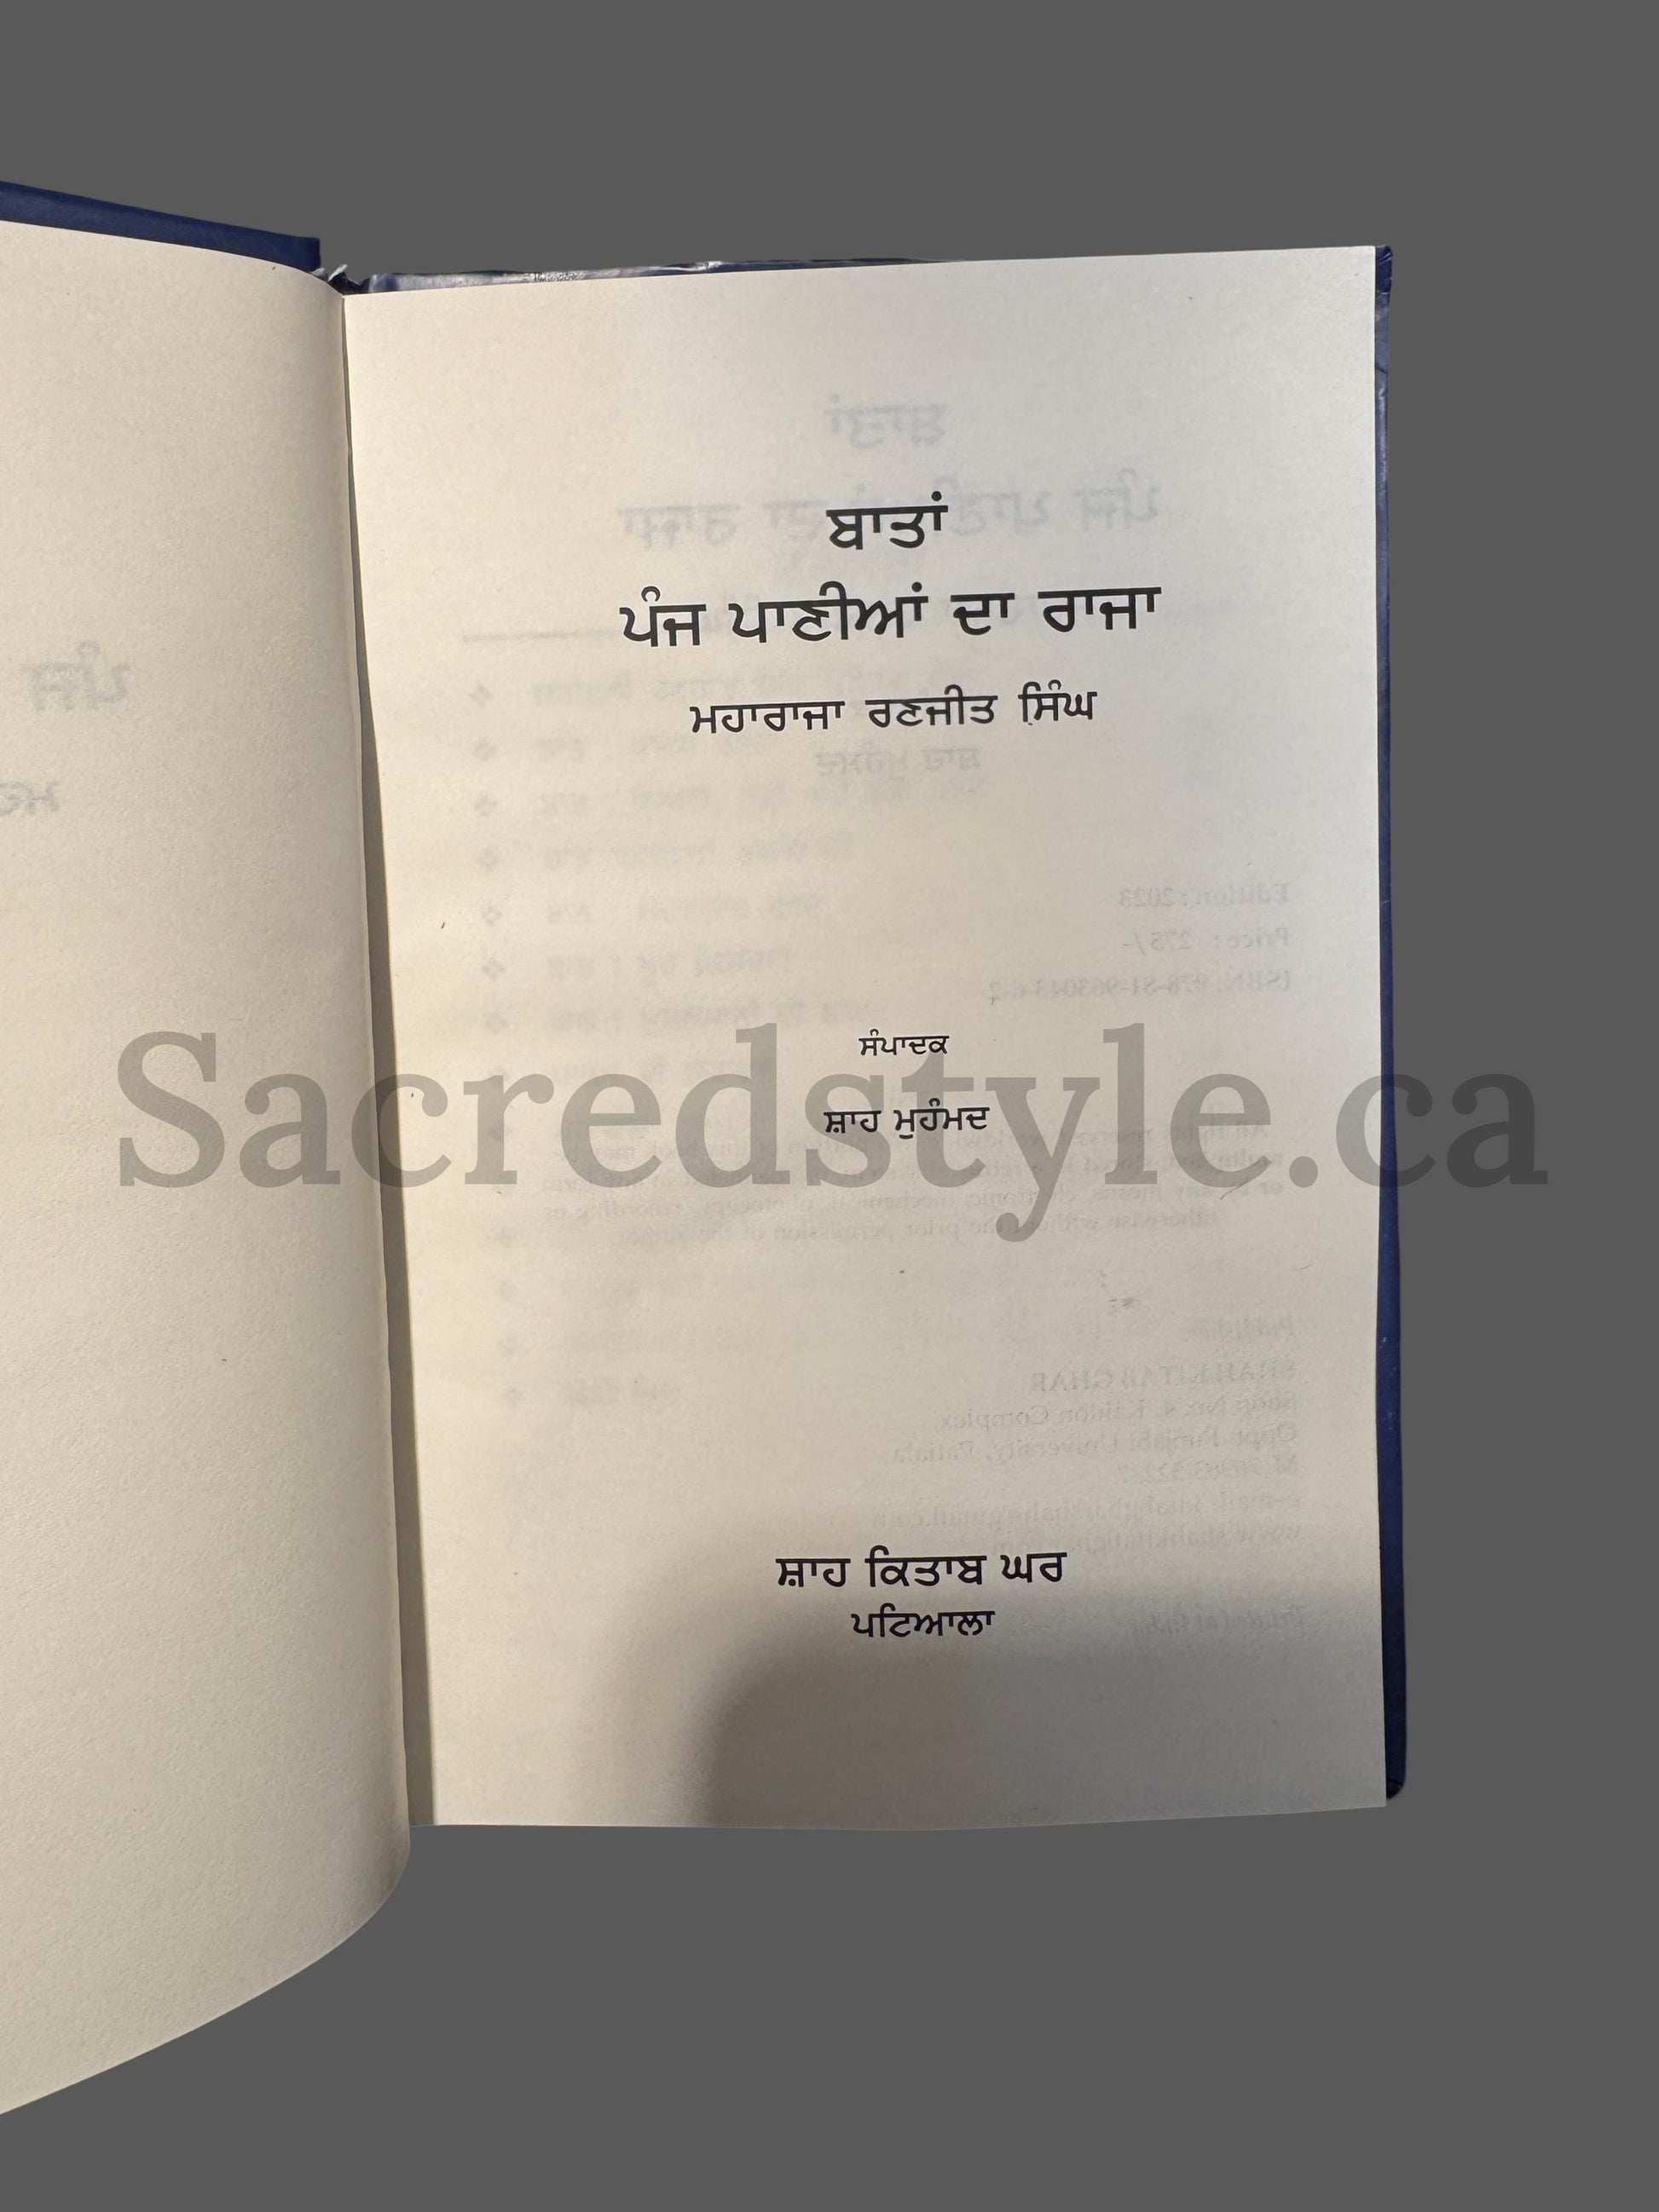 ਬਾਤਾਂ
ਪੰਜ ਪਾਣੀਆਂ ਦਾ ਰਾਜਾ
ਮਹਾਰਾਜਾ ਰਣਜੀਤ ਸਿੰਘ
ਸੰਪਾਦਕ
ਸ਼ਾਹ ਮੁਹੰਮਦ
Sacredstyle.ca
ਸ਼ਾਹ ਕਿਤਾਬ ਘਰ
ਪਟਿਆਲਾ